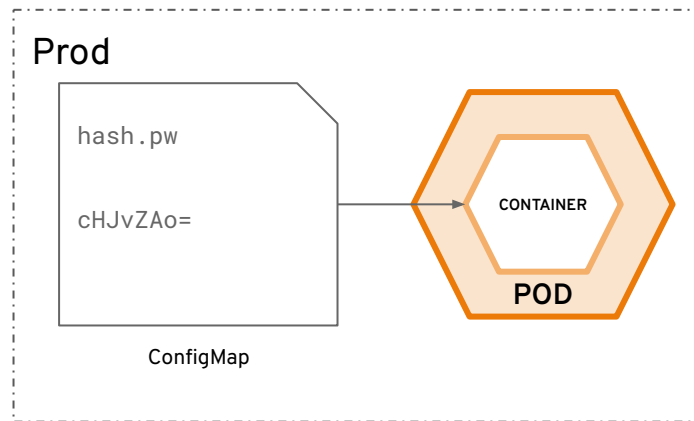 Prod
hash.pw
cHJvZAo=
ConfigMap
CONTAINER
POD